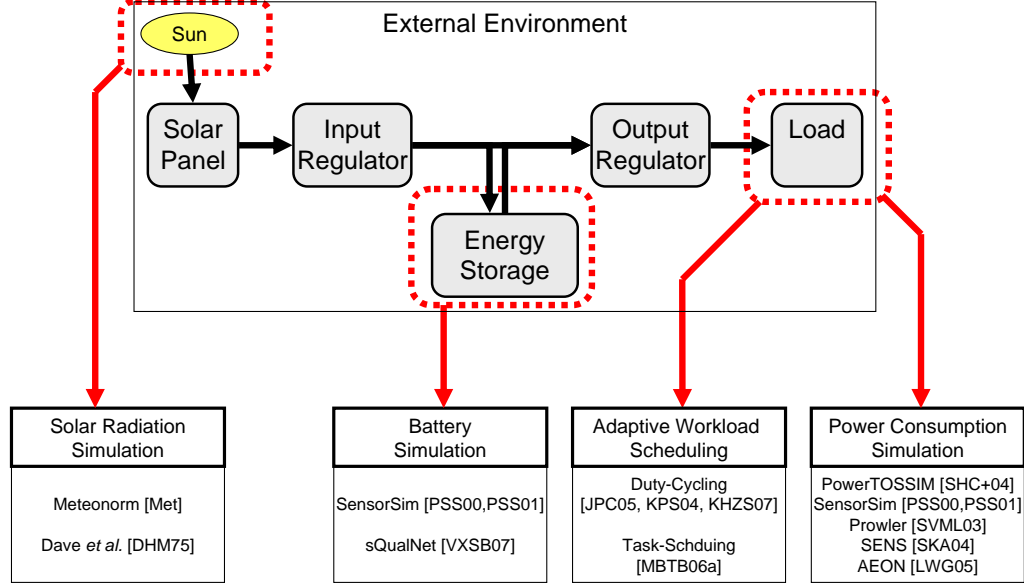 External Environment
Sun
Solar
Panel
Input
Regulator
Output
Regulator
Load
Energy
Storage
Solar Radiation
Simulation
Meteonorm [Met]
Dave et al. [DHM75]
Battery
Simulation
SensorSim [PSS00,PSS01]
sQualNet [VXSB07]
Adaptive Workload
Scheduling
Duty-Cycling
[JPC05, KPS04, KHZS07]
Task-Schduing
[MBTB06a]
Power Consumption
Simulation
PowerTOSSIM [SHC+04]
SensorSim [PSS00,PSS01]
Prowler [SVML03]
SENS [SKA04]
AEON [LWG05]